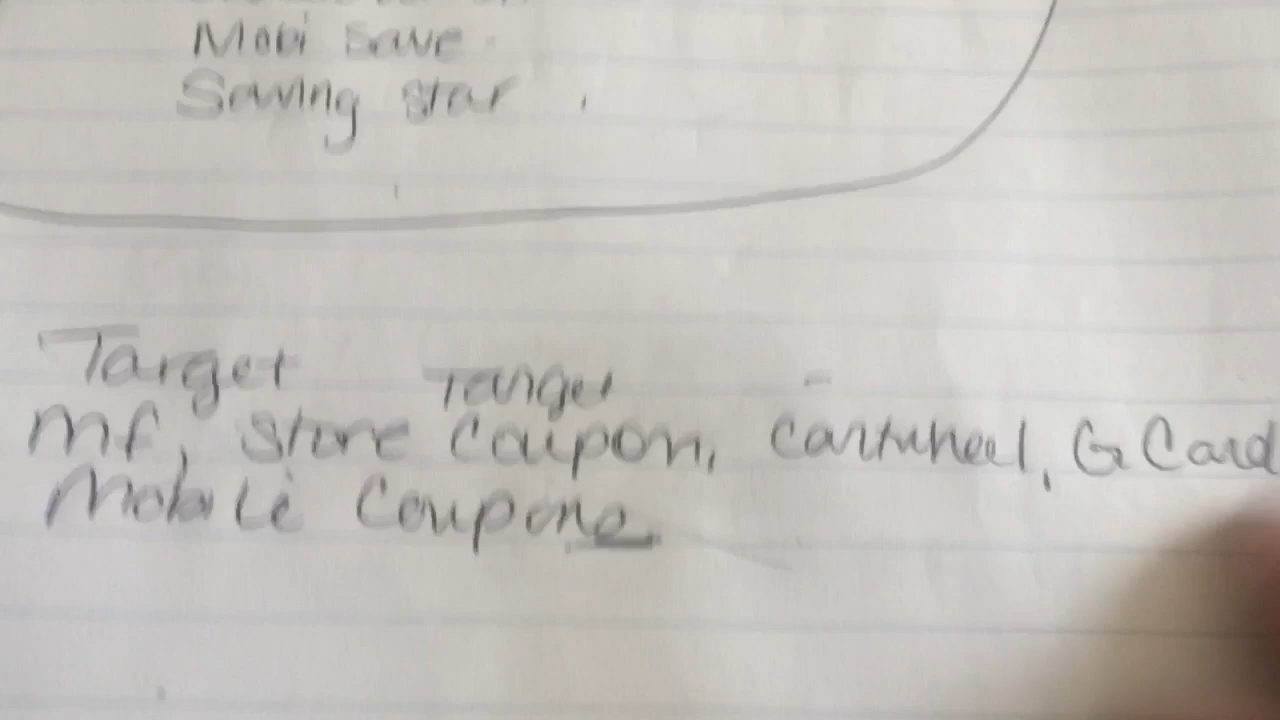 Mobi save
Saving star
Target Target
Mf, Store Coupon, Cartwheel, G Card
Mobile Coupons